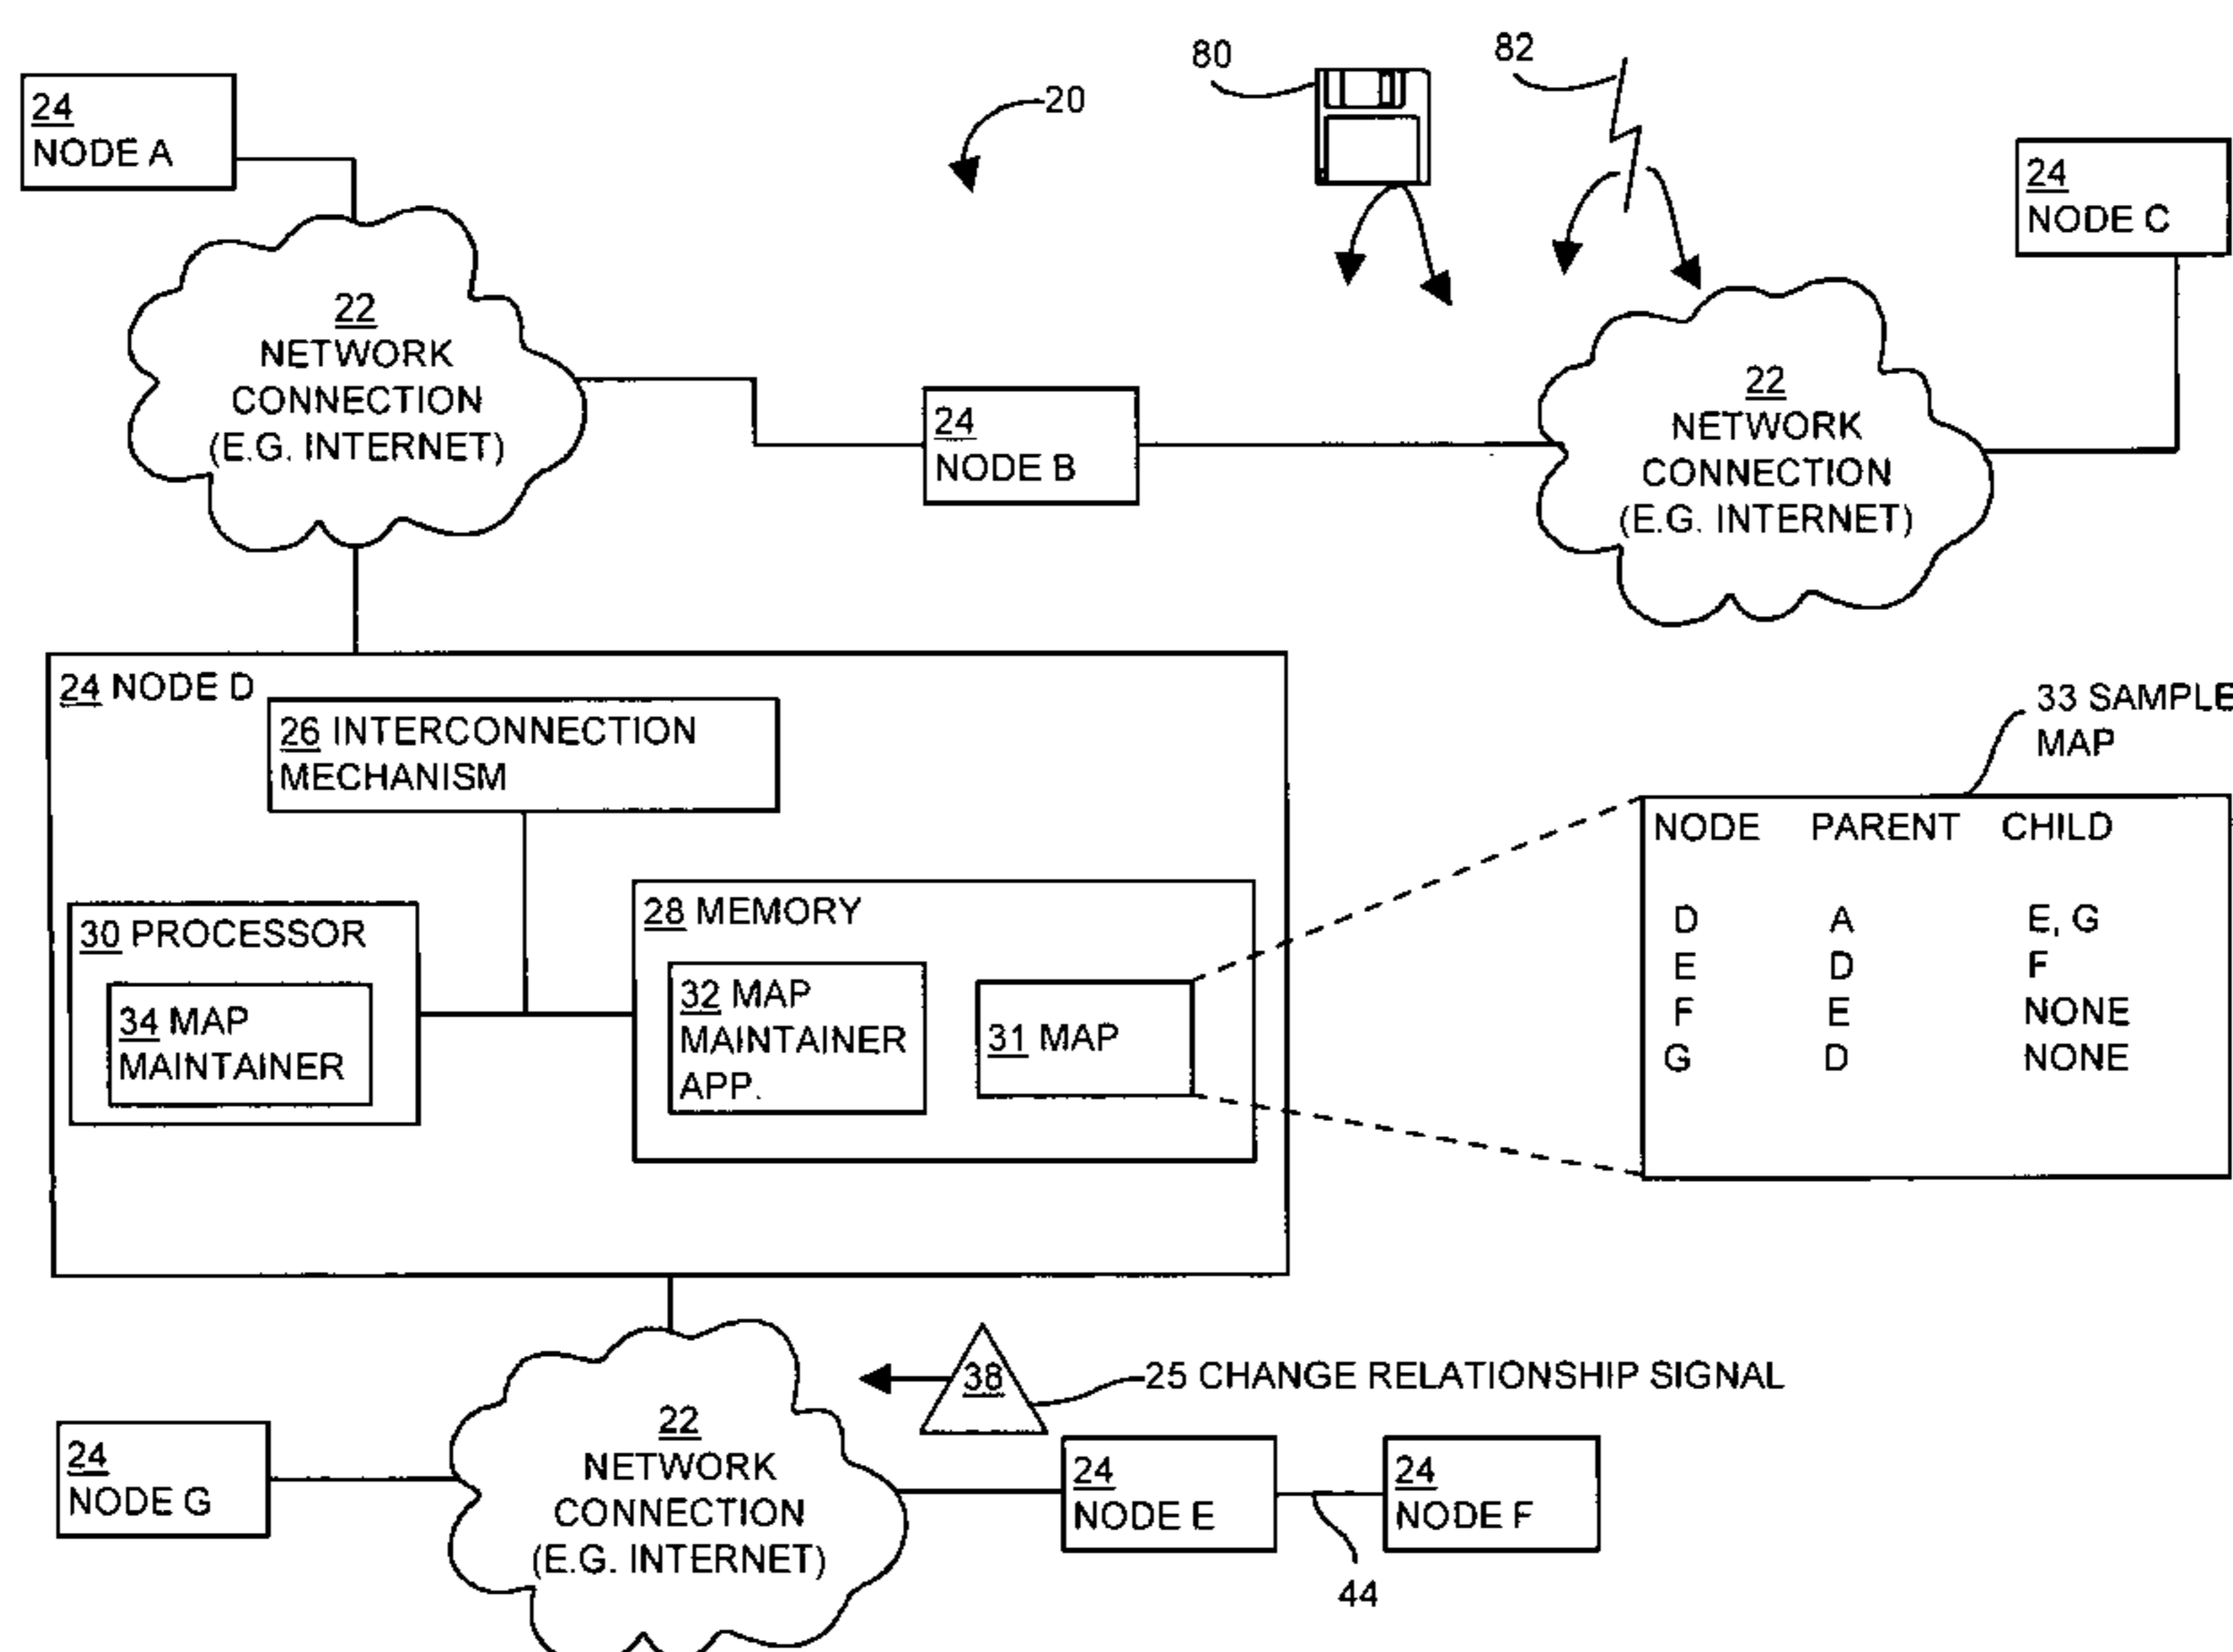 80
82
20
24
NODE A
24
NODE C
22
NETWORK
CONNECTION
(E.G. INTERNET)
24
NODE B
22
NETWORK
CONNECTION
(E.G. INTERNET)
24 NODE D
26 INTERCONNECTION
MECHANISM
33 SAMPLE
MAP
30 PROCESSOR
34 MAP
MAINTAINER
28 MEMORY
32 MAP
MAINTAINER
APP.
31 MAP
NODE PARENT CHILD
D A E, G
E D F
F E NONE
G D NONE
38
25 CHANGE RELATIONSHIP SIGNAL
24
NODE G
22
NETWORK
CONNECTION
(E.G. INTERNET)
24
NODE E
24
NODE F
44